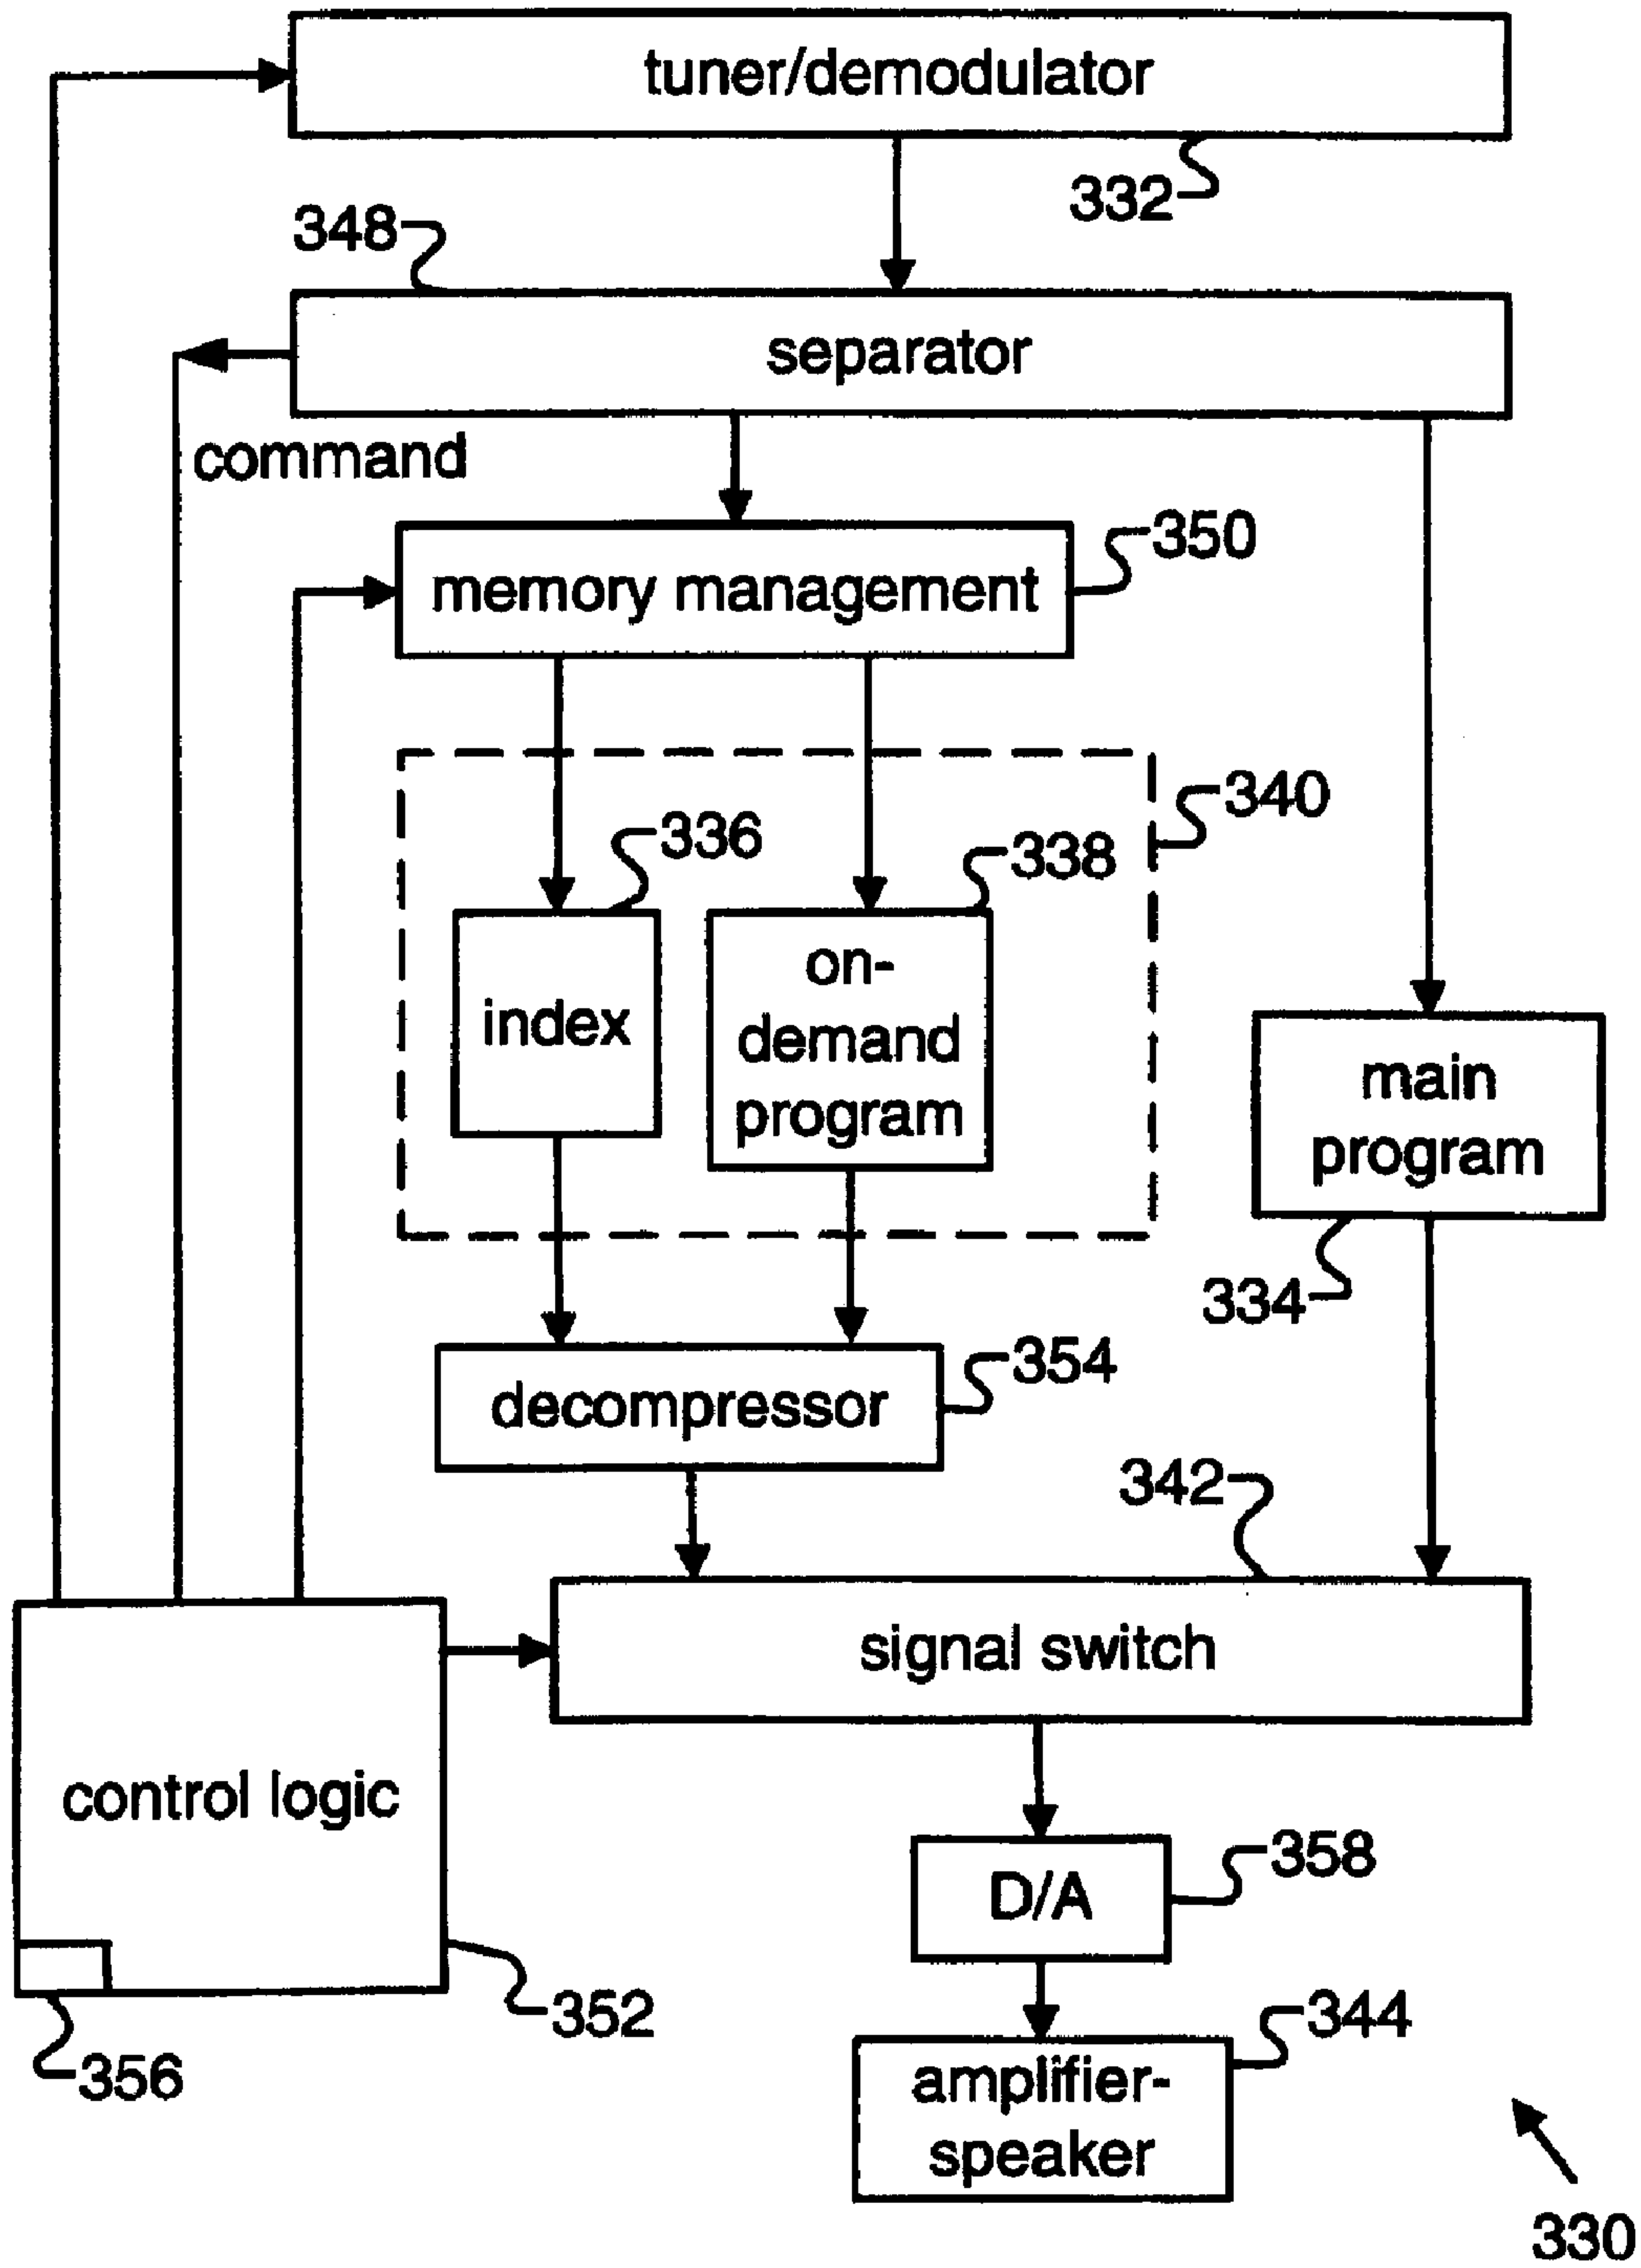 tuner/demodulator
332
348
separator
command
350
memory management
340
336
338
index
on-
demand
program
main
program
334
354
decompressor
342
signal switch
control logic
358
D/A
352
344
356
amplifier-
speaker
330